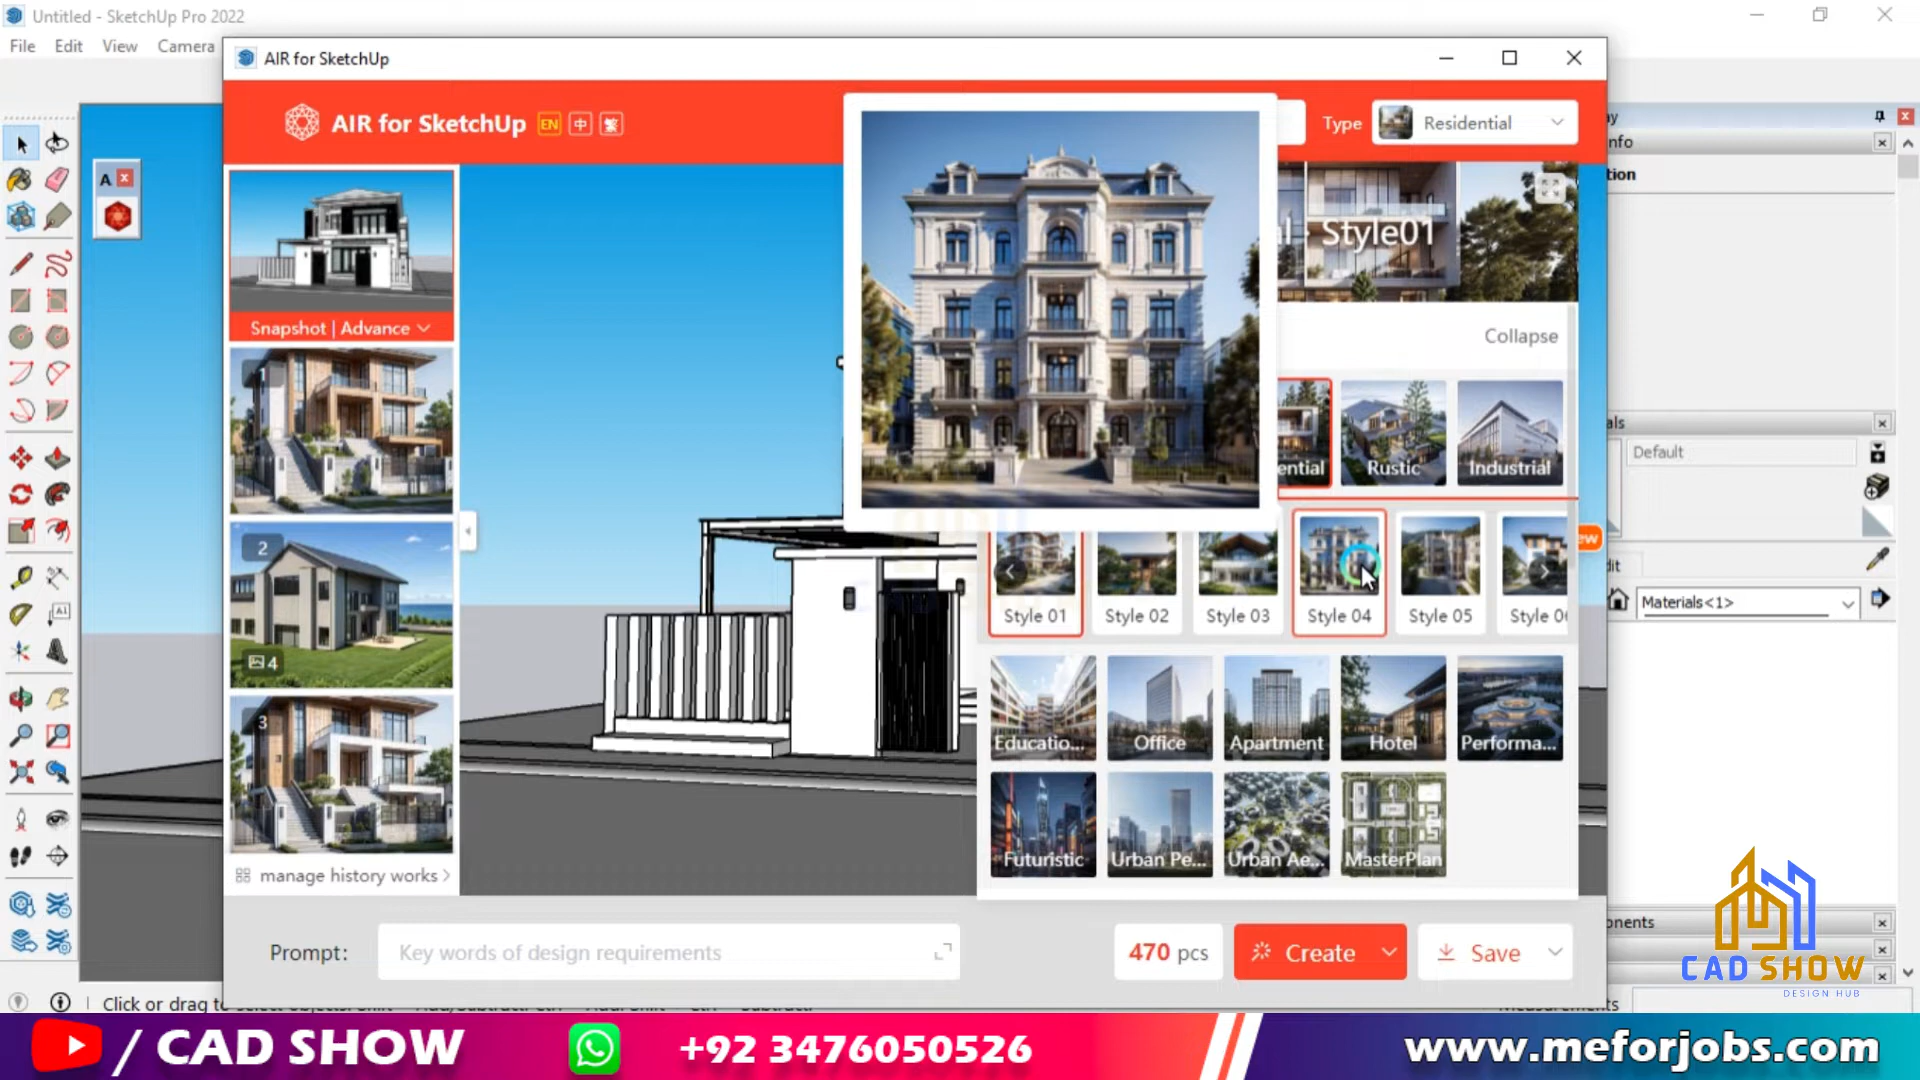 Untitled - SketchUp Pro 2022
File Edit View Camera
AIR for SketchUp
AIR for SketchUp EN 中 繁
Type Residential
Style01
A
Snapshot | Advance
Collapse
Rustic
Industrial
Default
Style 01
Style 02
Style 03
Style 04
Style 05
Materials<1>
2
4
3
Educatio...
Office
Apartment
Hotel
Performa...
Futuristic
Urban Pe...
Urban Ae...
MasterPlan
manage history works >
Prompt: Key words of design requirements
470 pcs
Create
Save
CAD SHOW
DESIGN HUB
Click or drag to
/ CAD SHOW
+92 3476050526
www.meforjobs.com